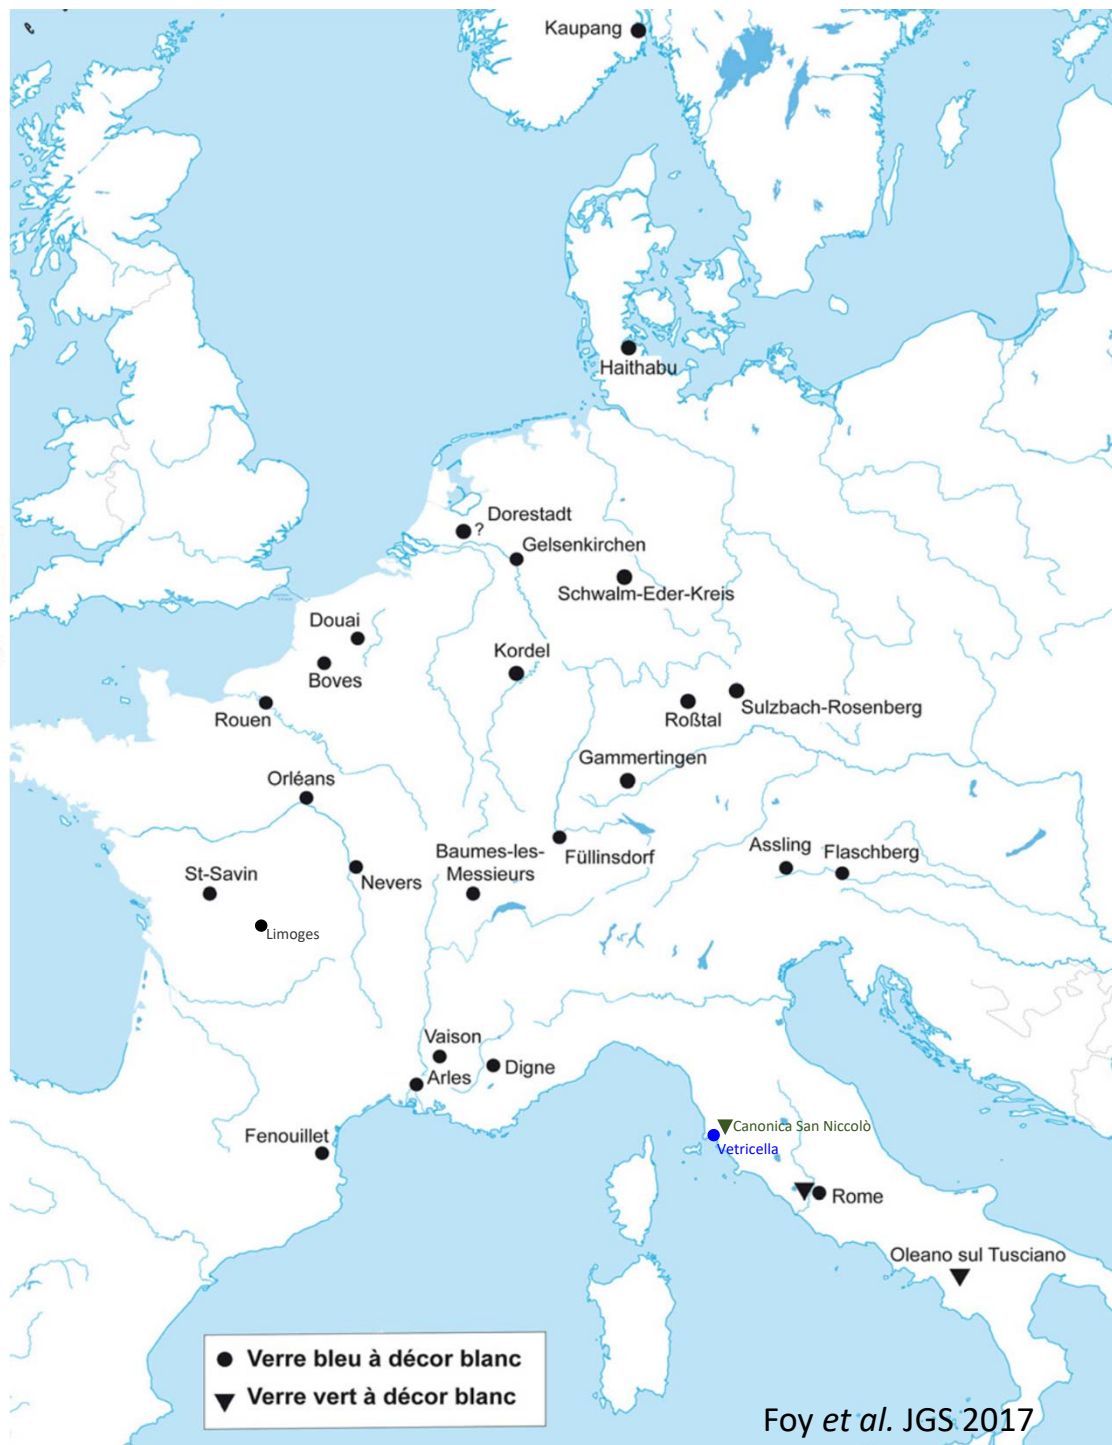 Kaupang
Haithabu
Dorestadt
?
Gelsenkirchen
Schwalm-Eder-Kreis
Douai
Boves
Kordel
Rouen
Roßtal
Sulzbach-Rosenberg
Gammertingen
Orléans
Füllinsdorf
Baumes-les-
Messieurs
Assling
Flaschberg
St-Savin
Nevers
Limoges
Vaison
Digne
Arles
Fenouillet
Canonica San Niccolò
Vetricella
Rome
Oleano sul Tusciano
Verre bleu à décor blanc
Verre vert à décor blanc
Foy et al. JGS 2017